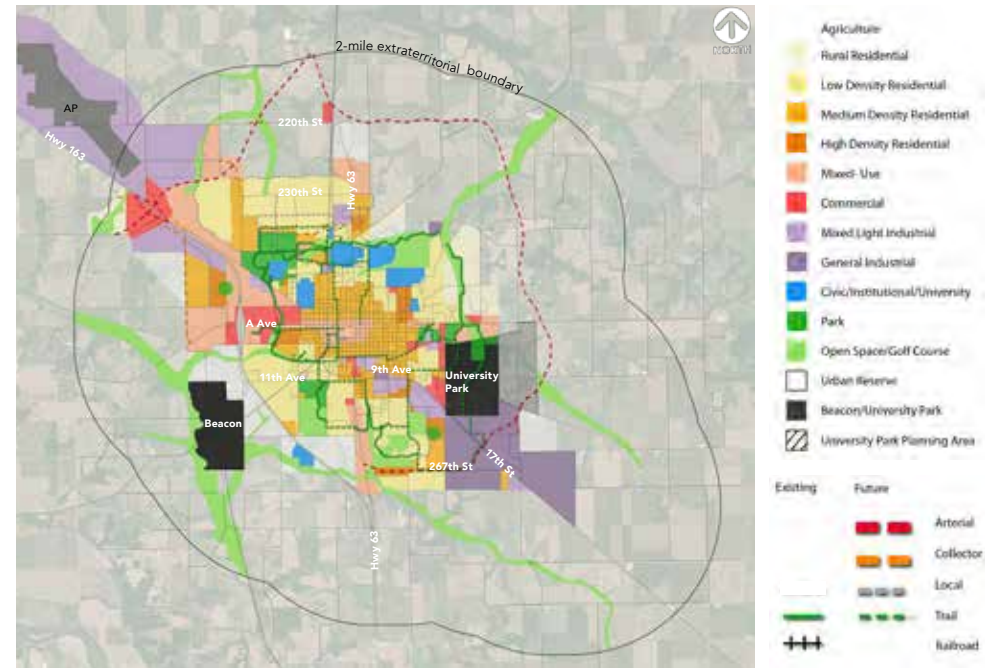 NORTH
2-mile extraterritorial boundary
AP
220th St
Hwy 163
230th St
Hwy 63
A Ave
11th Ave
9th Ave
University
Park
Beacon
267th St
17th St
Hwy 63
Agriculture
Rural Residential
Low Density Residential
Medium Density Residential
High Density Residential
Mixed- Use
Commercial
Mixed Light Industrial
General Industrial
Civic/Institutional/University
Park
Open Space/Golf Course
Urban Reserve
Beacon/University Park
University Park Planning Area
Existing Future
Arterial
Collector
Local
Trail
Railroad